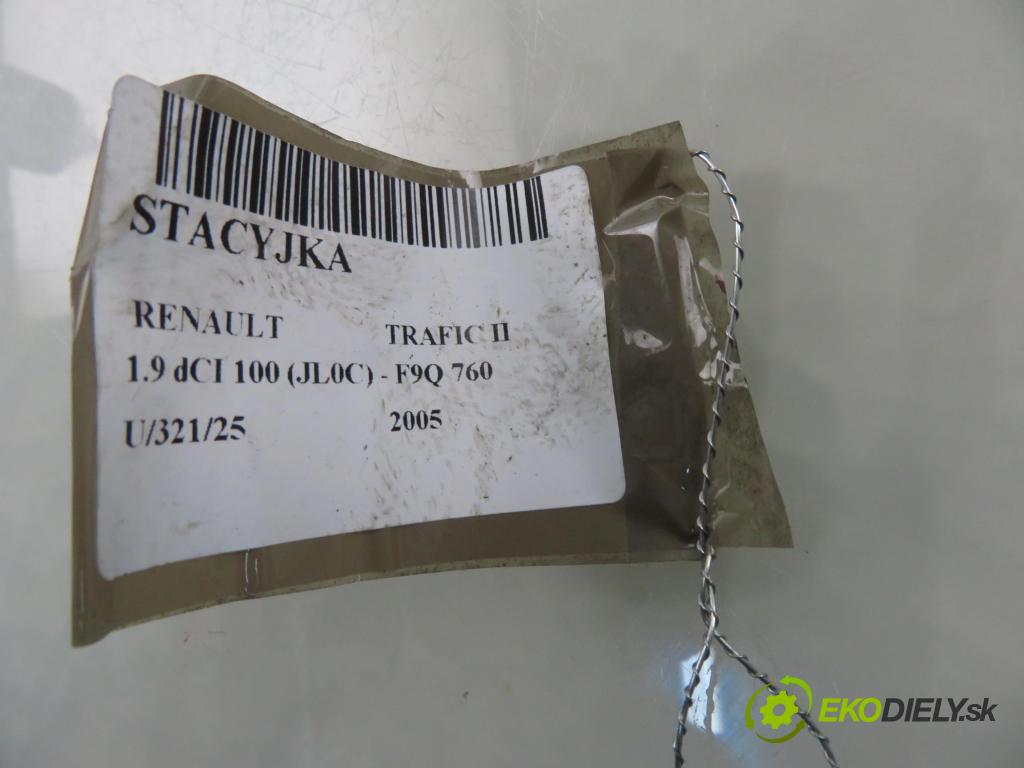 STACYJKA
RENAULT TRAFIC II
1.9 dCI 100 (JL0C) - F9Q 760
U/321/25 2005
EKODIELY.sk